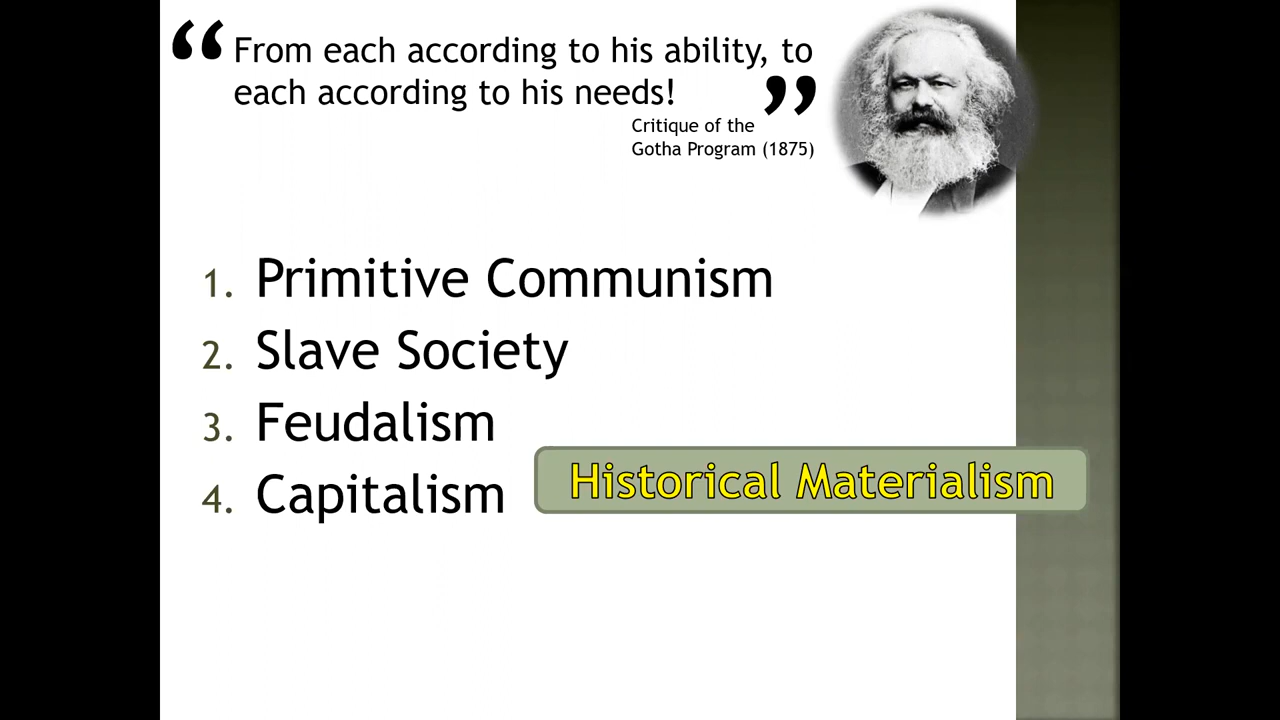 “From each according to his ability, to
each according to his needs!”
Critique of the
Gotha Program (1875)
1. Primitive Communism
2. Slave Society
3. Feudalism
4. Capitalism
Historical Materialism